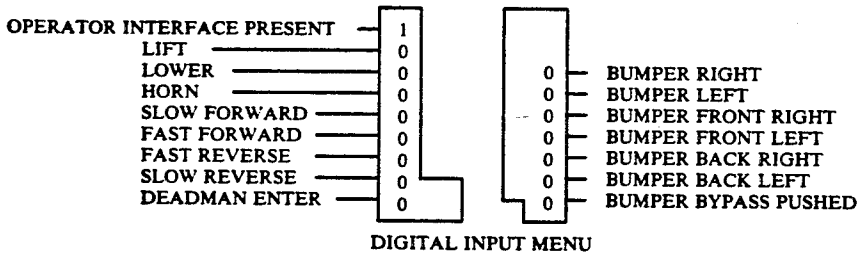 OPERATOR INTERFACE PRESENT 1
LIFT 0
LOWER 0
HORN 0
SLOW FORWARD 0
FAST FORWARD 0
FAST REVERSE 0
SLOW REVERSE 0
DEADMAN ENTER 0
0 BUMPER RIGHT
0 BUMPER LEFT
0 BUMPER FRONT RIGHT
0 BUMPER FRONT LEFT
0 BUMPER BACK RIGHT
0 BUMPER BACK LEFT
0 BUMPER BYPASS PUSHED
DIGITAL INPUT MENU